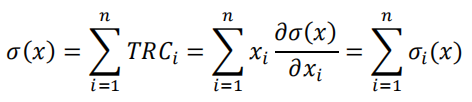 σ(x) = ∑_{i=1}^{n} TRC_i = ∑_{i=1}^{n} x_i ∂σ(x)/∂x_i = ∑_{i=1}^{n} σ_i(x)